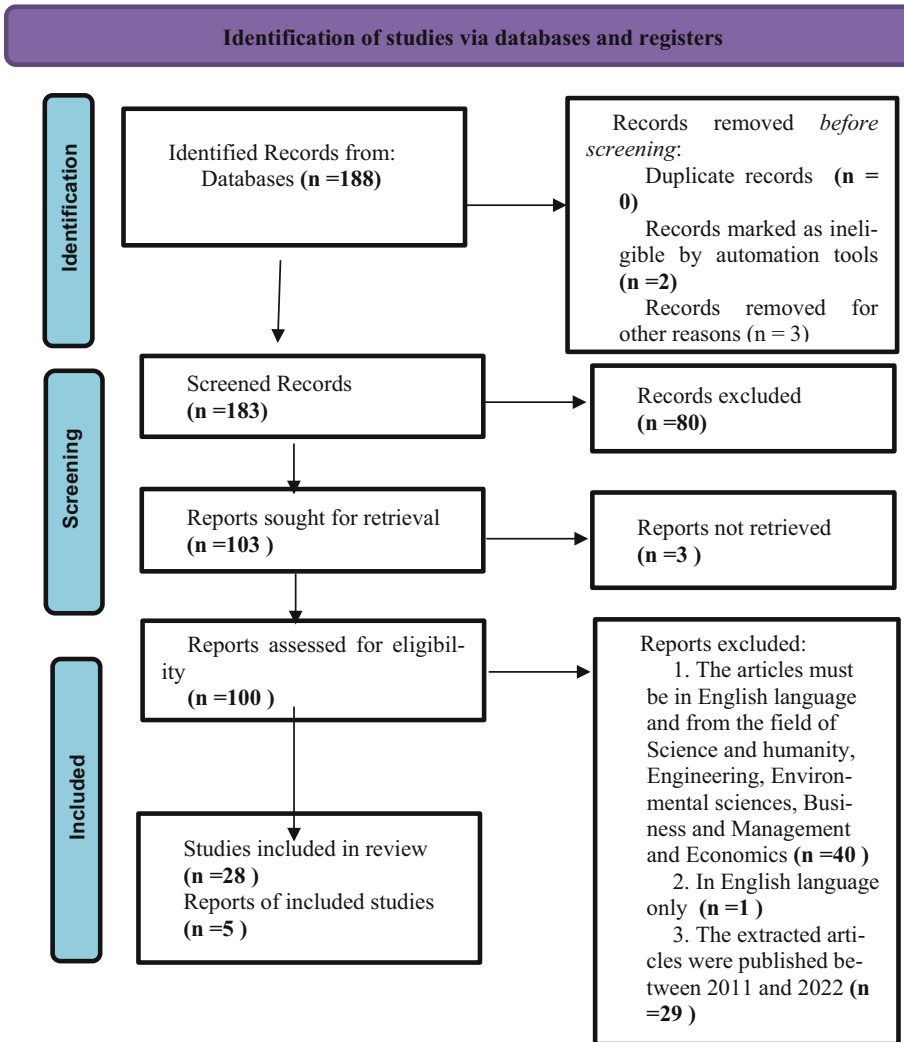 Identification of studies via databases and registers
Identification
Identified Records from:
Databases (n =188)
Records removed before
screening:
Duplicate records (n =
0)
Records marked as ineli-
gible by automation tools
(n =2)
Records removed for
other reasons (n = 3)
Screening
Screened Records
(n =183)
Records excluded
(n =80)
Reports sought for retrieval
(n =103 )
Reports not retrieved
(n =3 )
Reports assessed for eligibil-
ity
(n =100 )
Reports excluded:
1. The articles must
be in English language
and from the field of
Science and humanity,
Engineering, Environ-
mental sciences, Busi-
ness and Management
and Economics (n =40 )
2. In English language
only (n =1 )
3. The extracted arti-
cles were published be-
tween 2011 and 2022 (n
=29 )
Included
Studies included in review
(n =28 )
Reports of included studies
(n =5 )